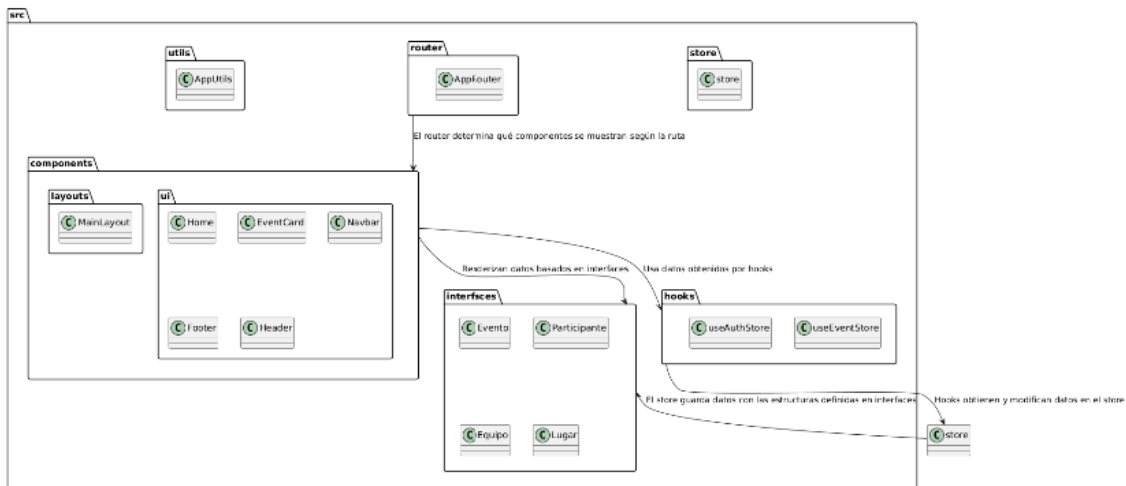 src
utils
C AppUtils
router
C AppRouter
store
C store
El router determina qué componentes se muestran según la ruta
components
layouts
C MainLayout
ui
C Home
C EventCard
C Navbar
C Footer
C Header
Renderizan datos basados en interfaces
Usa datos obtenidos por hooks
interfaces
C Evento
C Participante
C Equipo
C Lugar
hooks
C useAuthStore
C useEventStore
El store guarda datos con las estructuras definidas en interfaces
Hooks obtienen y modifican datos en el store
C store